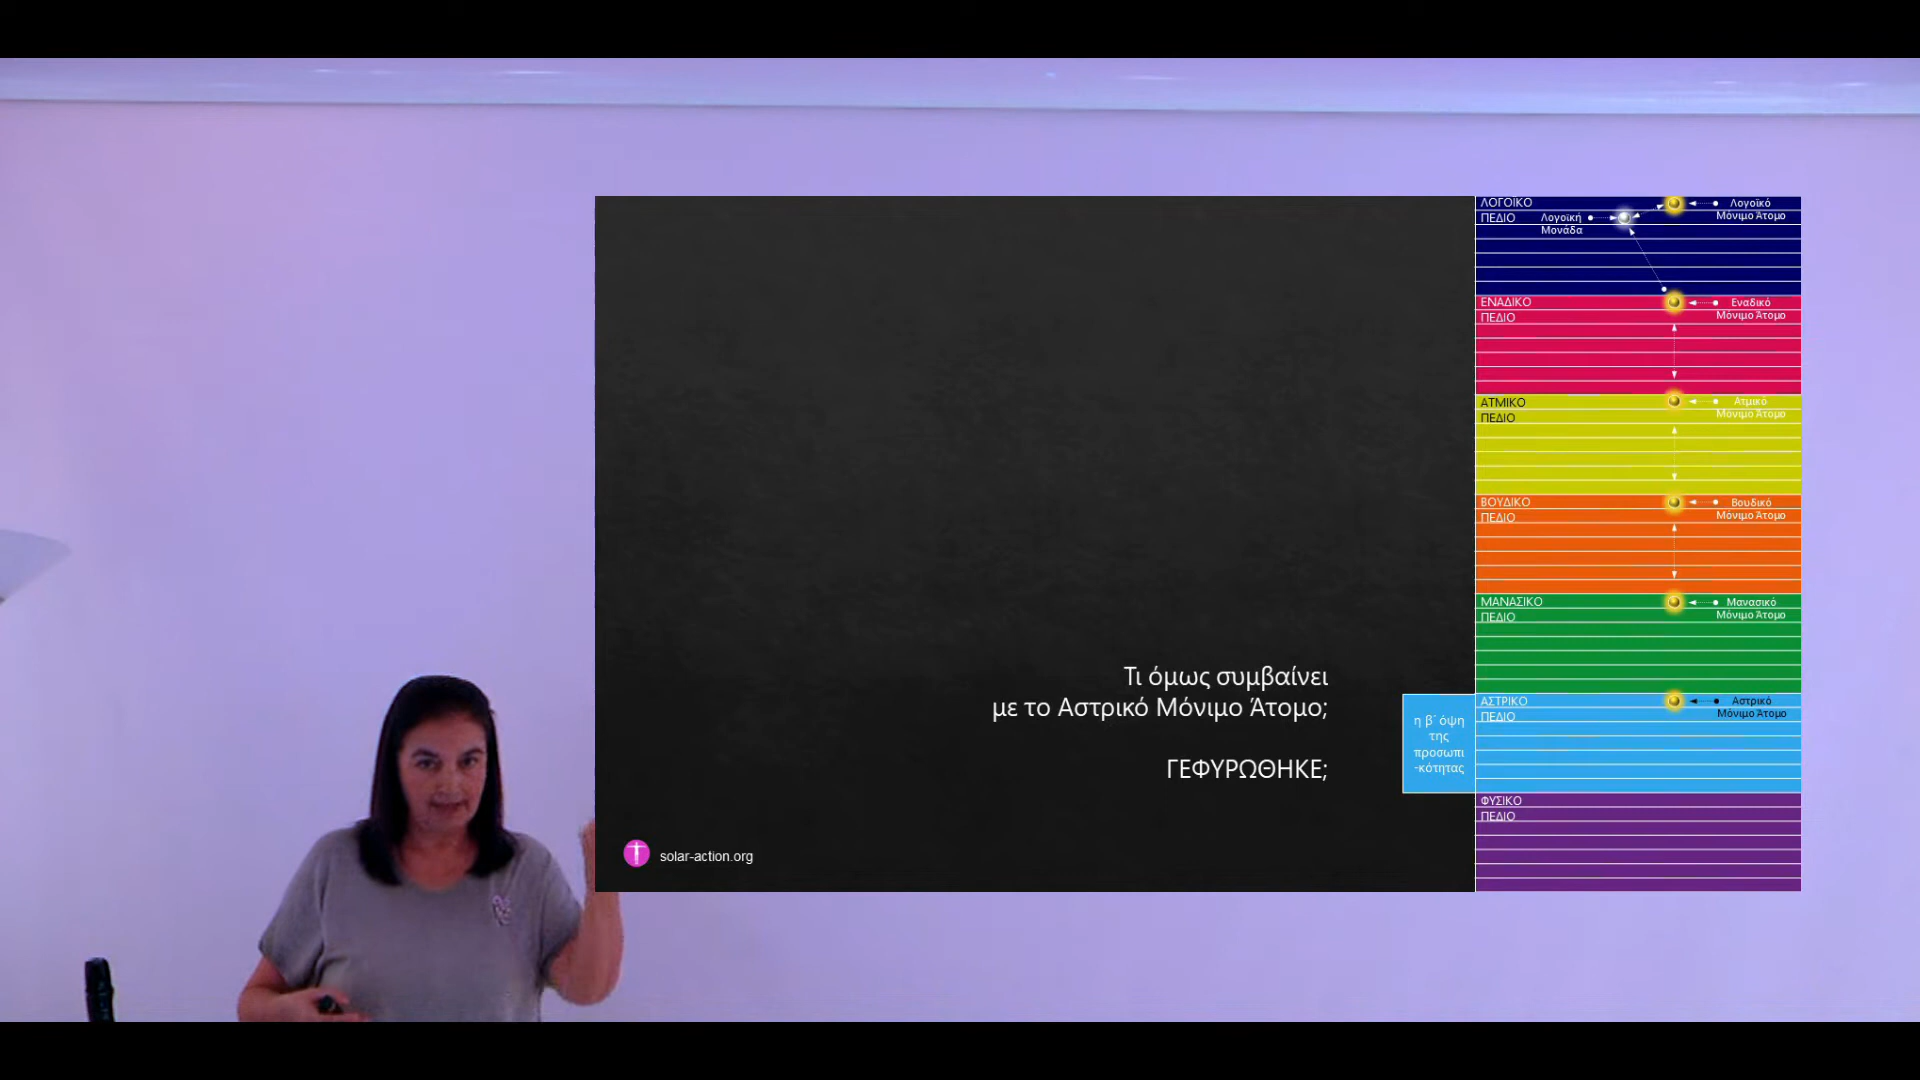 Τι όμως συμβαίνει
με το Αστρικό Μόνιμο Άτομο;
ΓΕΦΥΡΩΘΗΚΕ;
solar-action.org
η β΄ όψη
της
προσωπι
-κότητας
ΛΟΓΟΪΚΟ
ΠΕΔΙΟ
Λογοϊκή
Μονάδα
Λογοϊκό
Μόνιμο Άτομο
ΕΝΑΔΙΚΟ
ΠΕΔΙΟ
Εναδικό
Μόνιμο Άτομο
ΑΤΜΙΚΟ
ΠΕΔΙΟ
Ατμικό
Μόνιμο Άτομο
ΒΟΥΔΙΚΟ
ΠΕΔΙΟ
Βουδικό
Μόνιμο Άτομο
ΜΑΝΑΣΙΚΟ
ΠΕΔΙΟ
Μανασικό
Μόνιμο Άτομο
ΑΣΤΡΙΚΟ
ΠΕΔΙΟ
Αστρικό
Μόνιμο Άτομο
ΦΥΣΙΚΟ
ΠΕΔΙΟ